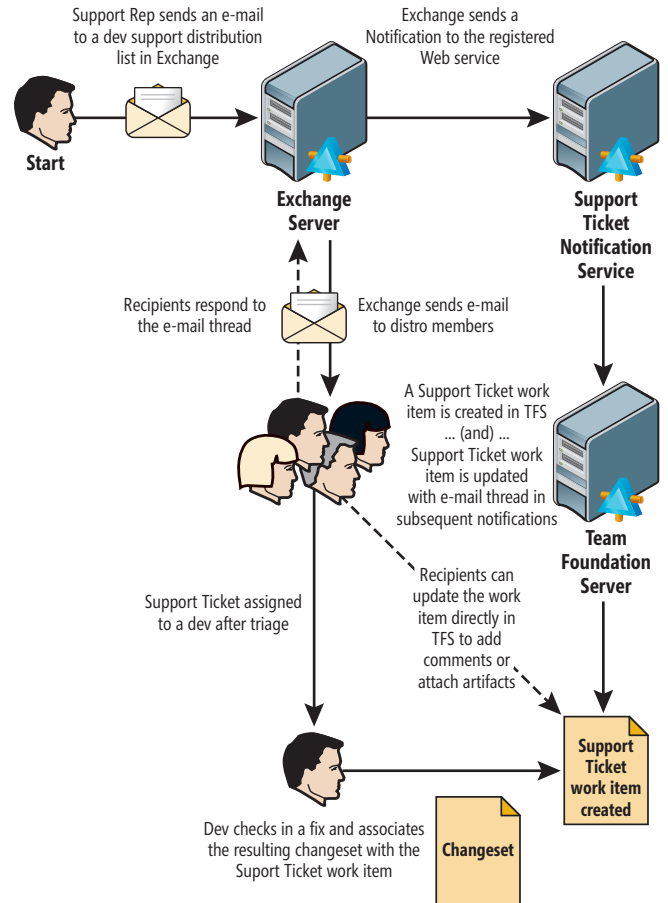 Support Rep sends an e-mail
to a dev support distribution
list in Exchange
Exchange sends a
Notification to the registered
Web service
Start
Exchange
Server
Support
Ticket
Notification
Service
Recipients respond to
the e-mail thread
Exchange sends e-mail
to distro members
A Support Ticket work
item is created in TFS
... (and) ...
Support Ticket work
item is updated
with e-mail thread in
subsequent notifications
Team
Foundation
Server
Support Ticket assigned
to a dev after triage
Recipients can
update the work
item directly in
TFS to add
comments or
attach artifacts
Support
Ticket
work item
created
Dev checks in a fix and associates
the resulting changeset with the
Suport Ticket work item
Changeset